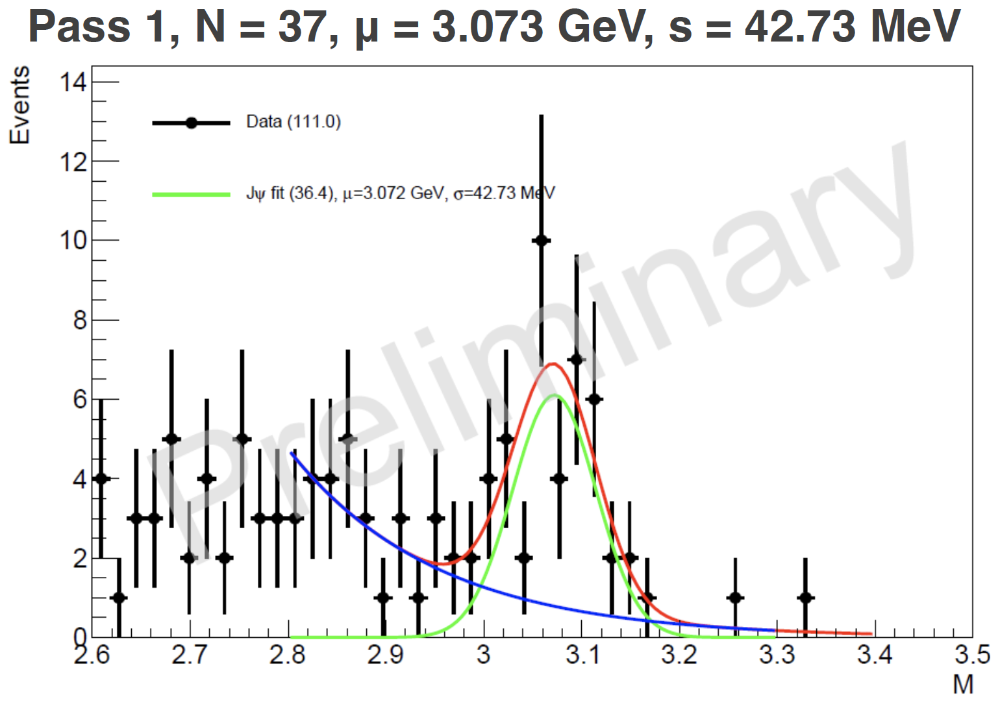 Pass 1, N = 37, μ = 3.073 GeV, s = 42.73 MeV
Events
14
12
10
8
6
4
2
0
Data (111.0)
Jψ fit (36.4), μ=3.072 GeV, σ=42.73 MeV
Preliminary
2.6 2.7 2.8 2.9 3 3.1 3.2 3.3 3.4 3.5
M